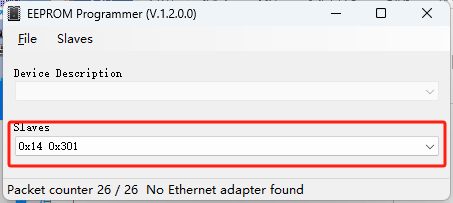 EEPROM Programmer (V.1.2.0.0)
File Slaves
Device Description
Slaves
0x14 0x301
Packet counter 26 / 26 No Ethernet adapter found